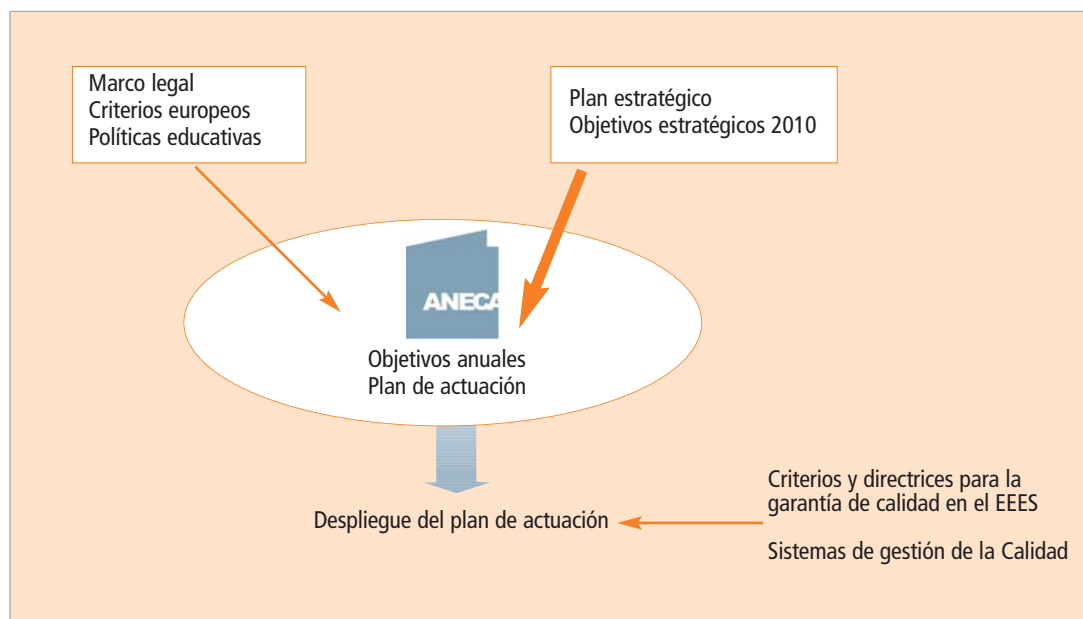 Marco legal
Criterios europeos
Políticas educativas
Plan estratégico
Objetivos estratégicos 2010
ANECA
Objetivos anuales
Plan de actuación
Despliegue del plan de actuación
Criterios y directrices para la
garantía de calidad en el EEES
Sistemas de gestión de la Calidad